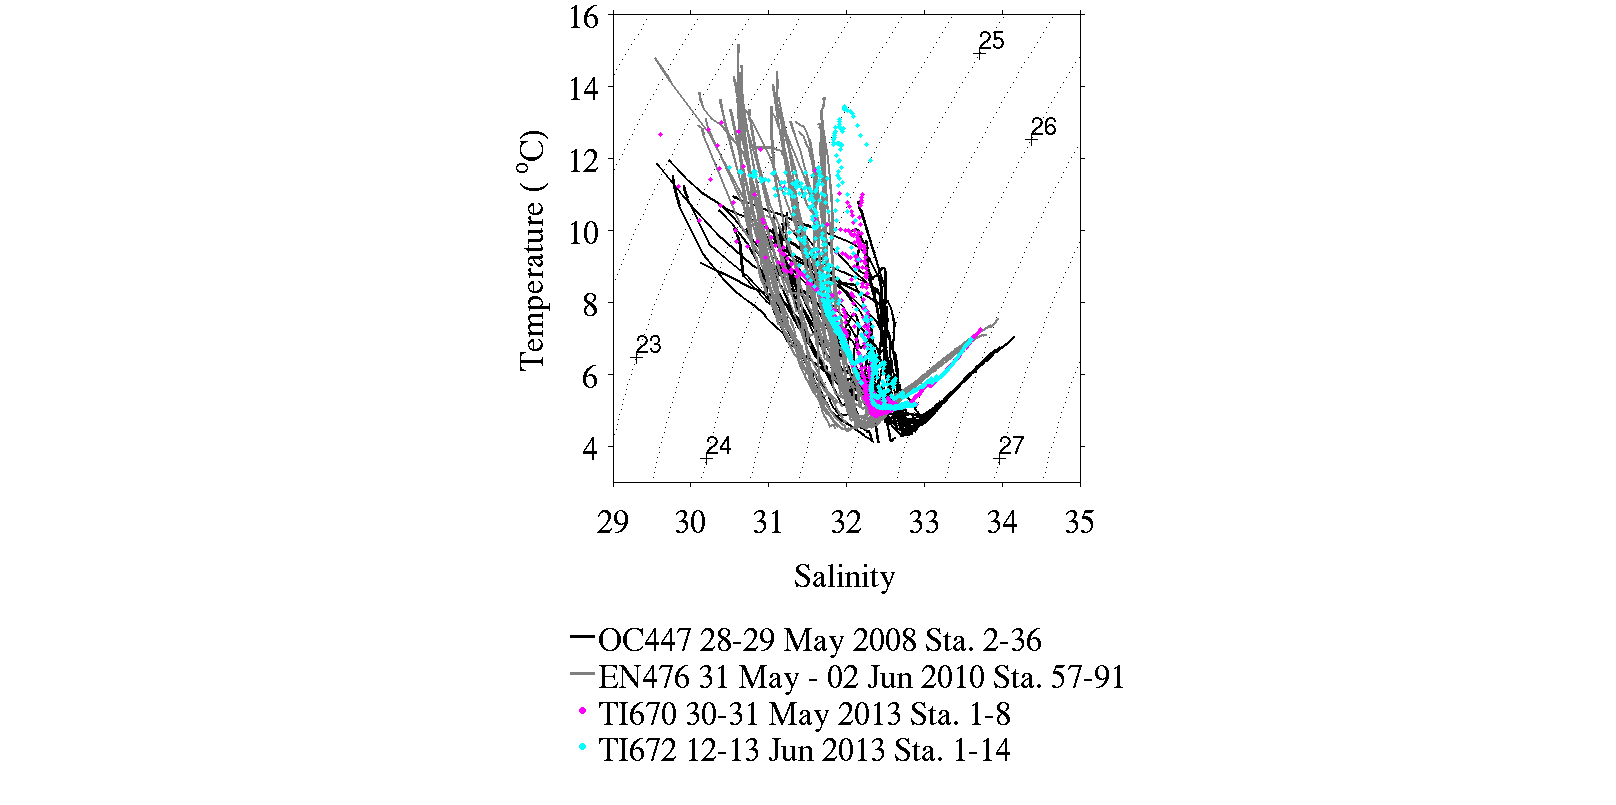 16
25
14
26
12
10
8
23
6
24
27
4
29 30 31 32 33 34 35
Temperature ( °C)
Salinity
OC447 28-29 May 2008 Sta. 2-36
EN476 31 May - 02 Jun 2010 Sta. 57-91
TI670 30-31 May 2013 Sta. 1-8
TI672 12-13 Jun 2013 Sta. 1-14